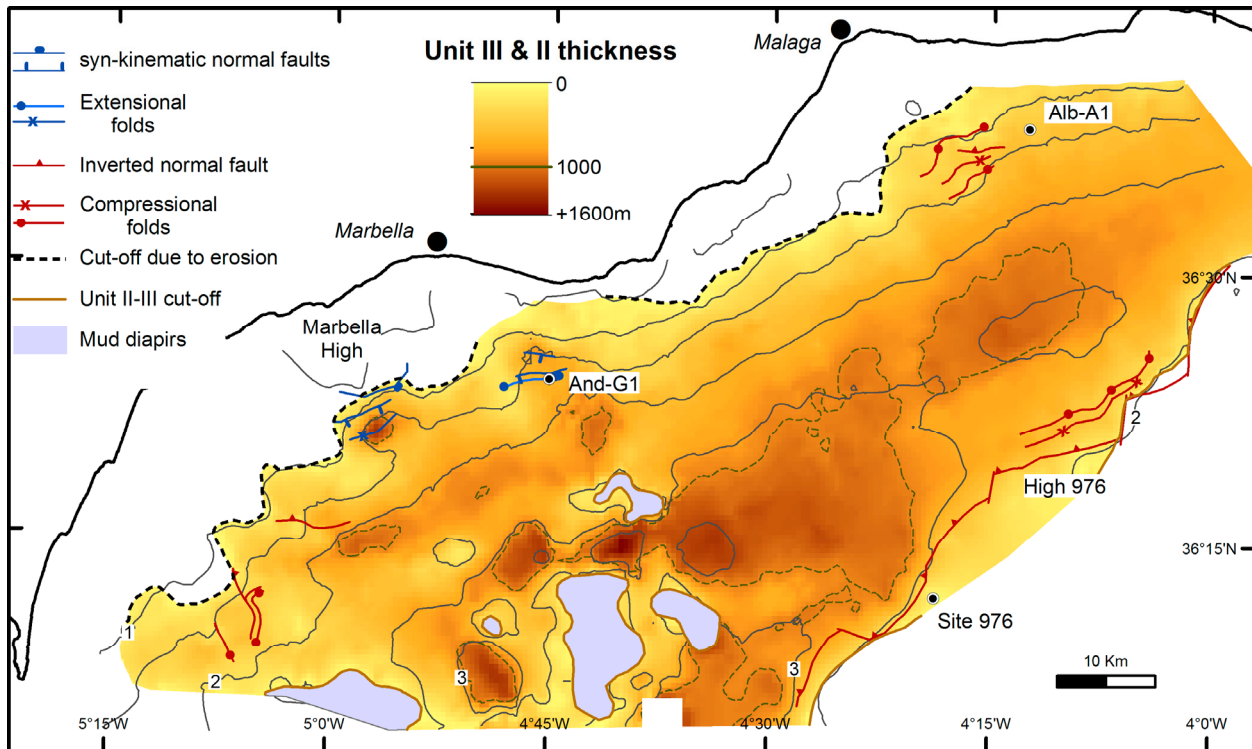 syn-kinematic normal faults
Extensional
folds
Inverted normal fault
Compressional
folds
Cut-off due to erosion
Unit II-III cut-off
Mud diapirs
Unit III & II thickness
0
1000
+1600m
Malaga
Marbella
Alb-A1
Marbella
High
And-G1
36°30'N
2
High 976
36°15'N
Site 976
1
2
3
3
10 Km
5°15'W
5°00'W
4°45'W
4°30'W
4°15'W
4°0'W